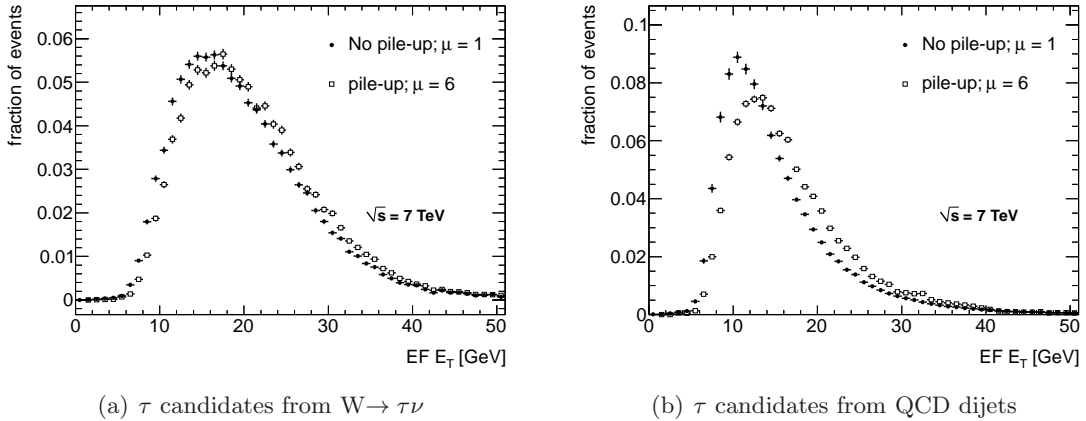 fraction of events
0.06
0.05
0.04
0.03
0.02
0.01
0
No pile-up; μ = 1
pile-up; μ = 6
√s = 7 TeV
0 10 20 30 40 50
EF E_T [GeV]
(a) τ candidates from W→ τν
fraction of events
0.1
0.08
0.06
0.04
0.02
0
No pile-up; μ = 1
pile-up; μ = 6
√s = 7 TeV
0 10 20 30 40 50
EF E_T [GeV]
(b) τ candidates from QCD dijets